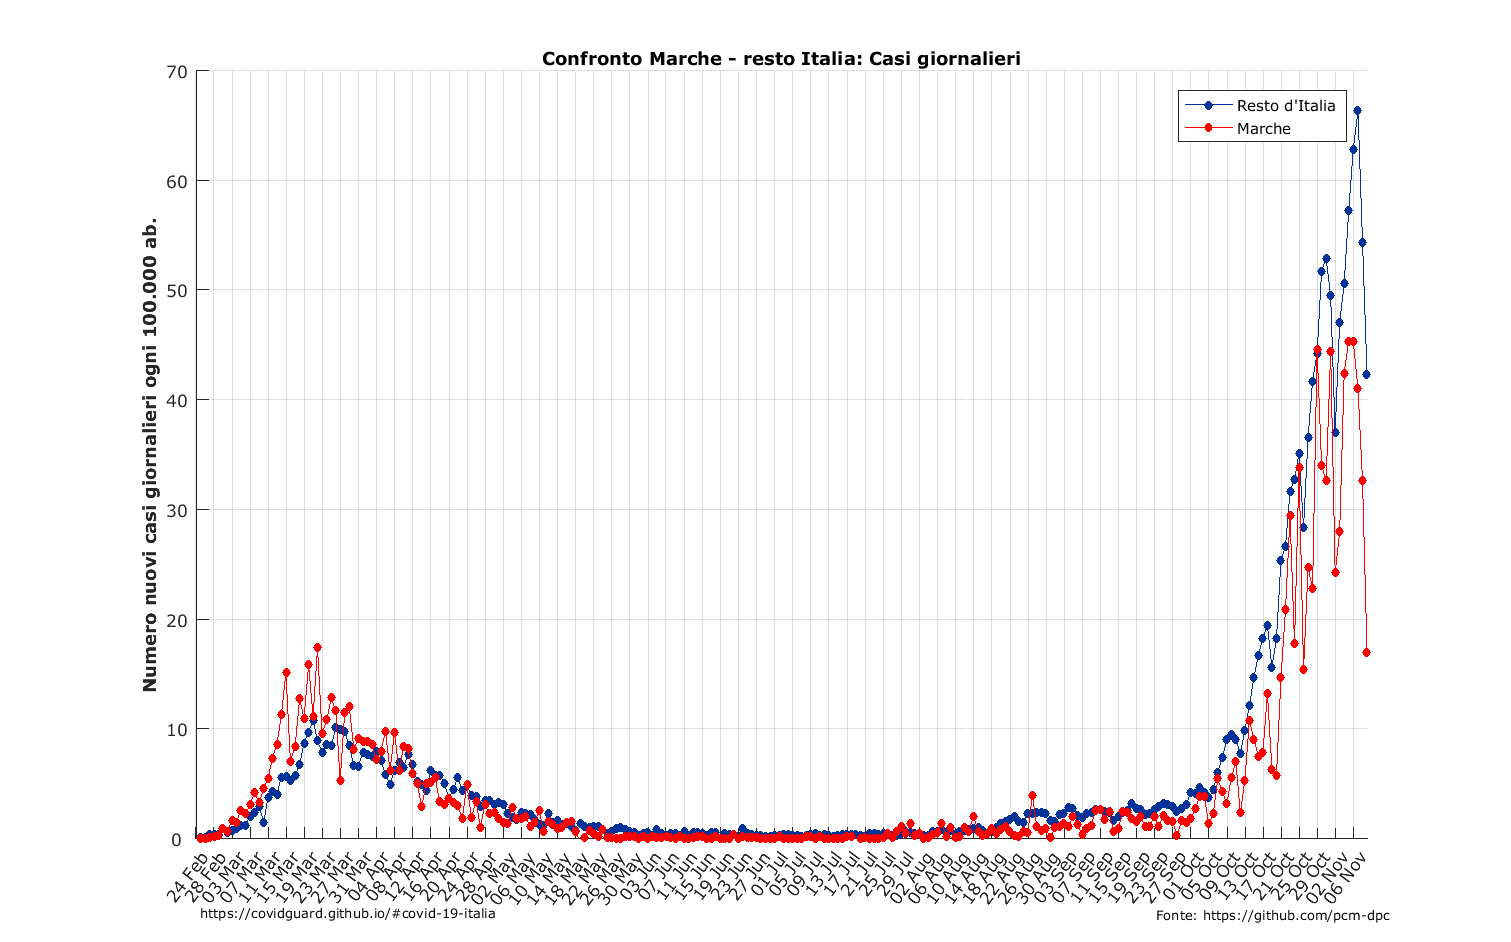 Confronto Marche - resto Italia: Casi giornalieri
Resto d'Italia
Marche
Numero nuovi casi giornalieri ogni 100.000 ab.
70
60
50
40
30
20
10
0
24 Feb
28 Feb
03 Mar
07 Mar
11 Mar
15 Mar
19 Mar
23 Mar
27 Mar
31 Mar
04 Apr
08 Apr
12 Apr
16 Apr
20 Apr
24 Apr
28 Apr
02 May
06 May
10 May
14 May
18 May
22 May
26 May
30 May
03 Jun
07 Jun
11 Jun
15 Jun
19 Jun
23 Jun
27 Jun
01 Jul
05 Jul
09 Jul
13 Jul
17 Jul
21 Jul
25 Jul
29 Jul
02 Aug
06 Aug
10 Aug
14 Aug
18 Aug
22 Aug
26 Aug
30 Aug
03 Sep
07 Sep
11 Sep
15 Sep
19 Sep
23 Sep
27 Sep
01 Oct
05 Oct
09 Oct
13 Oct
17 Oct
21 Oct
25 Oct
29 Oct
02 Nov
06 Nov
https://covidguard.github.io/#covid-19-italia
Fonte: https://github.com/pcm-dpc